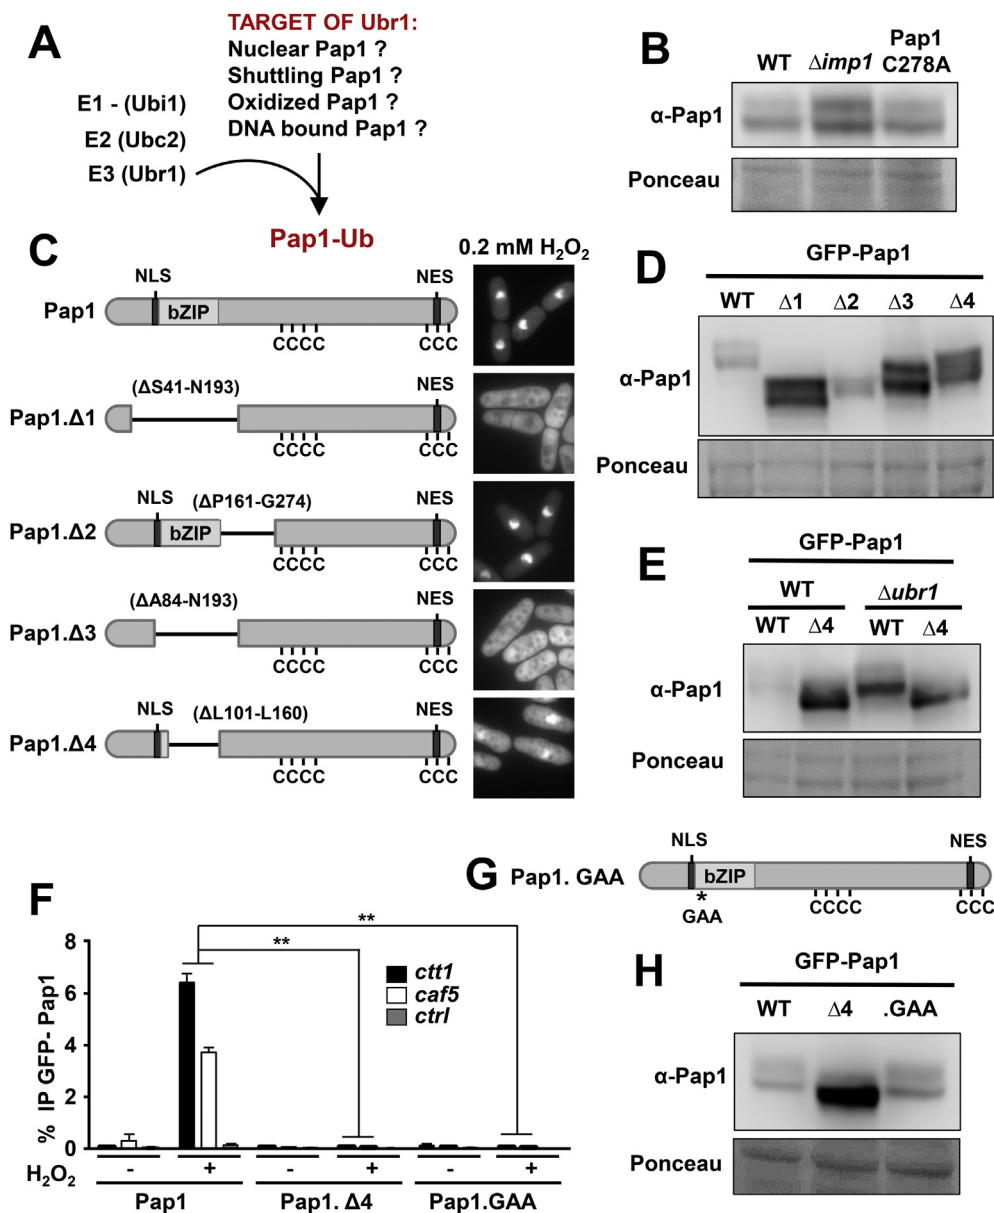 A
TARGET OF Ubr1:
Nuclear Pap1 ?
Shuttling Pap1 ?
Oxidized Pap1 ?
DNA bound Pap1 ?
E1 - (Ubi1)
E2 (Ubc2)
E3 (Ubr1)
Pap1-Ub
B
WT Δimp1 Pap1 C278A
α-Pap1
Ponceau
C
0.2 mM H₂O₂
NLS NES
Pap1 bZIP
CCCC CCC
(ΔS41-N193) NES
Pap1.Δ1
CCCC CCC
NLS (ΔP161-G274) NES
Pap1.Δ2 bZIP
CCCC CCC
(ΔA84-N193) NES
Pap1.Δ3
CCCC CCC
NLS (ΔL101-L160) NES
Pap1.Δ4
CCCC CCC
D
GFP-Pap1
WT Δ1 Δ2 Δ3 Δ4
α-Pap1
Ponceau
E
GFP-Pap1
WT Δubr1
WT Δ4 WT Δ4
α-Pap1
Ponceau
F
% IP GFP- Pap1
8
6
4
2
0
**
**
ctt1
caf5
ctrl
H₂O₂ - + - + - +
Pap1 Pap1. Δ4 Pap1.GAA
G
NLS NES
Pap1. GAA bZIP
*
GAA
CCCC CCC
H
GFP-Pap1
WT Δ4 .GAA
α-Pap1
Ponceau